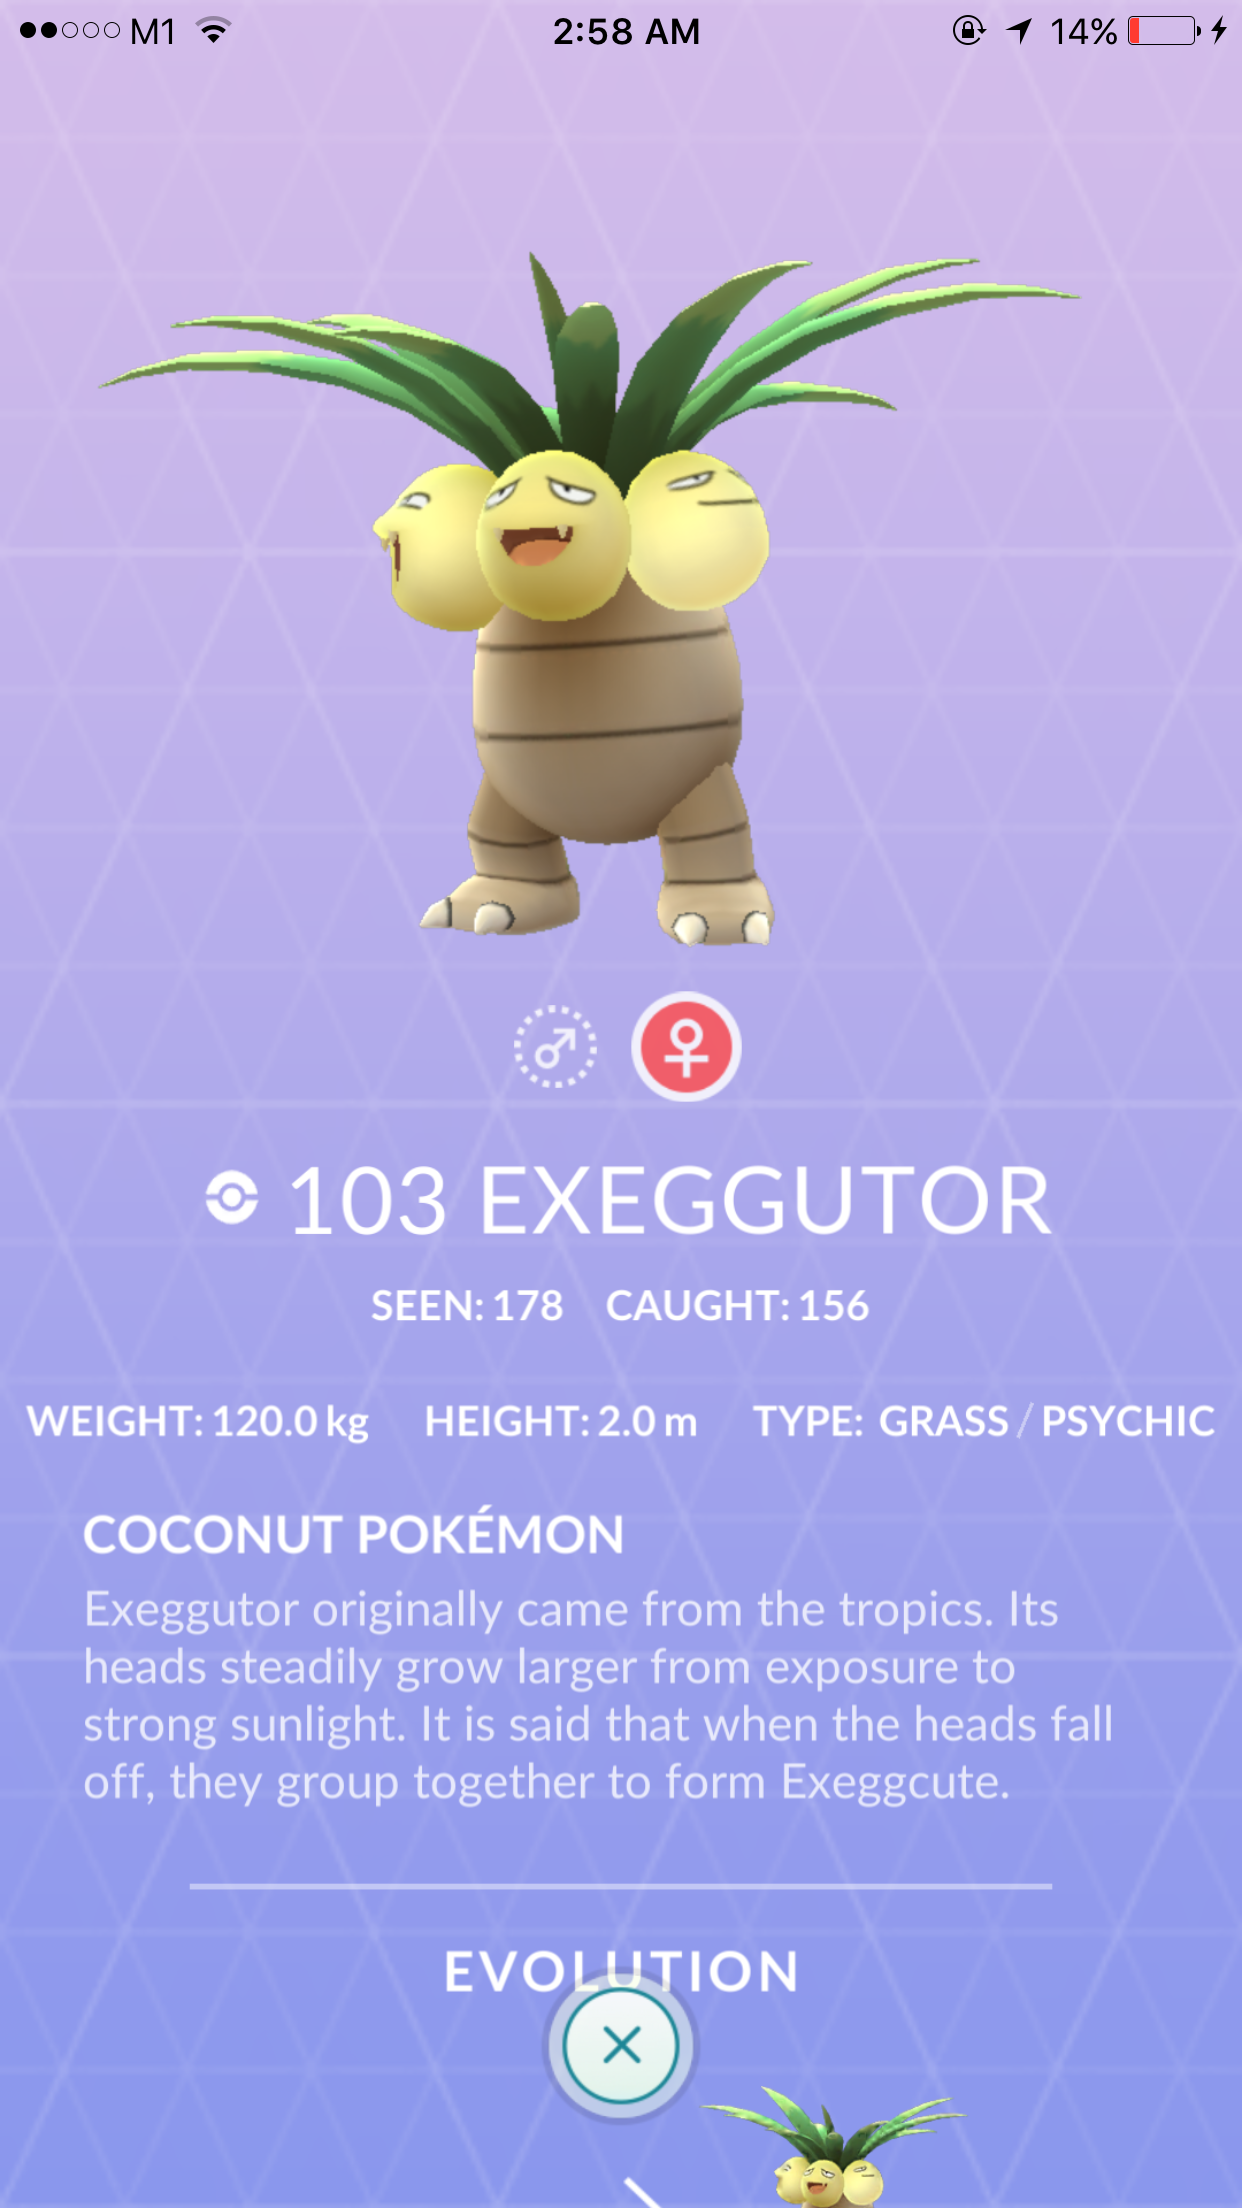 M1 2:58 AM 14%
103 EXEGGUTOR
SEEN: 178 CAUGHT: 156
WEIGHT: 120.0 kg HEIGHT: 2.0 m TYPE: GRASS / PSYCHIC
COCONUT POKÉMON
Exeggutor originally came from the tropics. Its
heads steadily grow larger from exposure to
strong sunlight. It is said that when the heads fall
off, they group together to form Exeggcute.
EVOLUTION